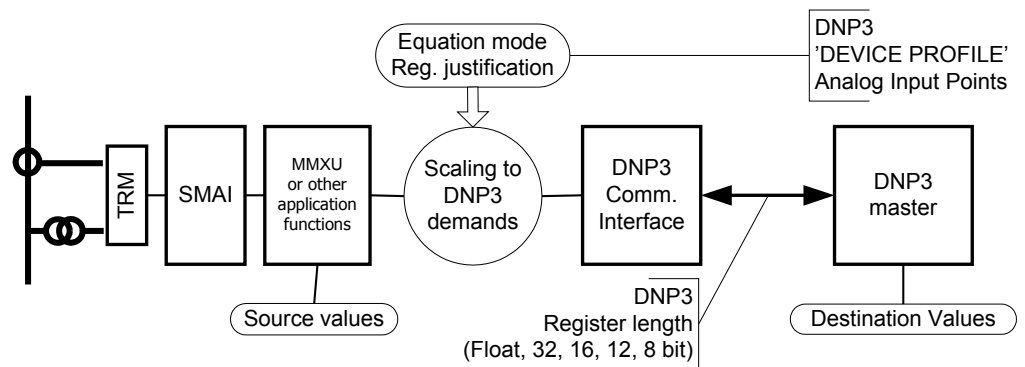 Equation mode
Reg. justification
DNP3
'DEVICE PROFILE'
Analog Input Points
TRM
SMAI
MMXU
or other
application
functions
Scaling to
DNP3
demands
DNP3
Comm.
Interface
DNP3
master
Source values
DNP3
Register length
(Float, 32, 16, 12, 8 bit)
Destination Values